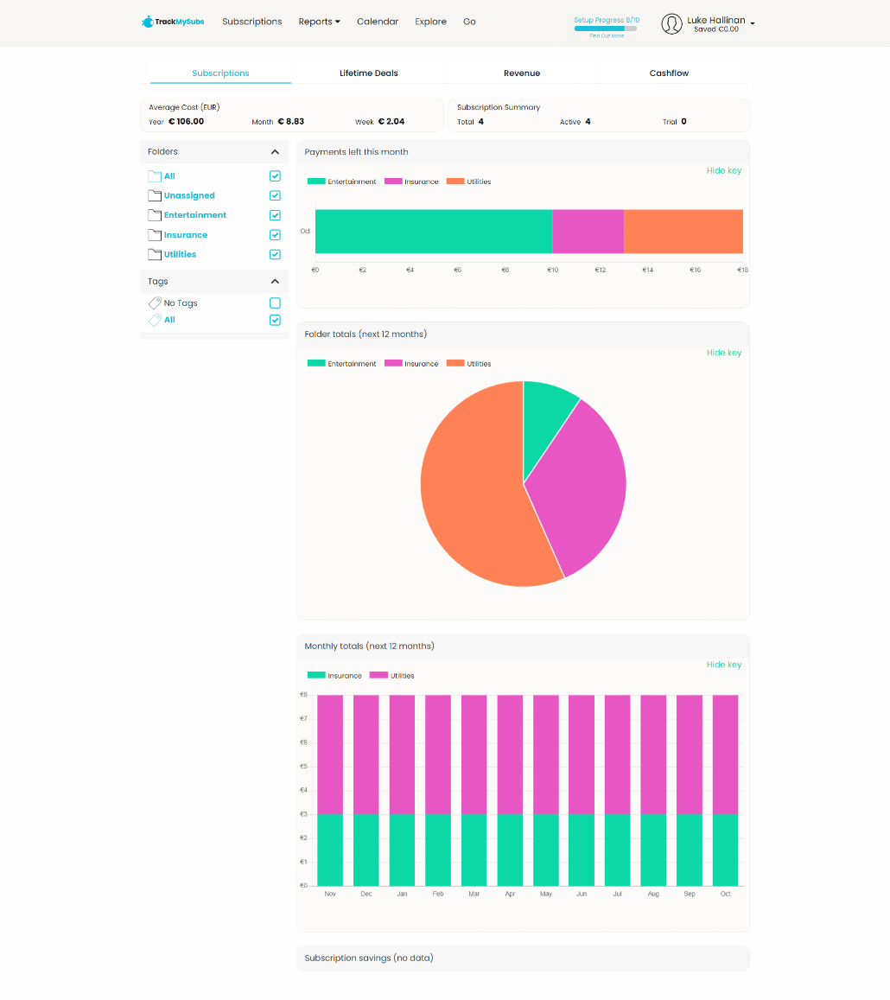 TrackMySubs
Subscriptions
Reports
Calendar
Explore
Go
Setup Progress 8/10
Find Out More
Luke Hallinan
Saved €0.00
Subscriptions
Lifetime Deals
Revenue
Cashflow
Average Cost (EUR)
Year € 106.00 Month € 8.83 Week € 2.04
Subscription Summary
Total 4 Active 4 Trial 0
Folders
All
Unassigned
Entertainment
Insurance
Utilities
Tags
No Tags
All
Payments left this month
Hide key
Entertainment Insurance Utilities
Oct
€0 €2 €4 €6 €8 €10 €12 €14 €16 €18
Folder totals (next 12 months)
Hide key
Entertainment Insurance Utilities
Monthly totals (next 12 months)
Hide key
Insurance Utilities
€8
€7
€6
€5
€4
€3
€2
€1
€0
Nov Dec Jan Feb Mar Apr May Jun Jul Aug Sep Oct
Subscription savings (no data)